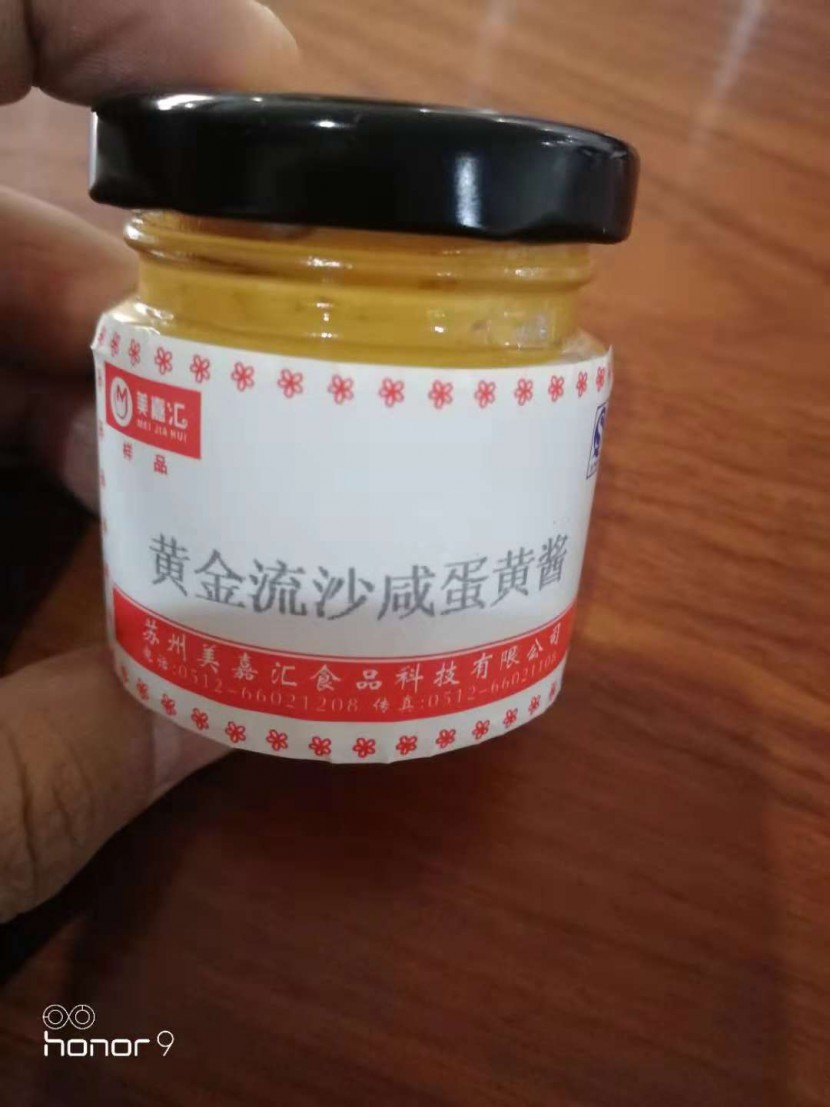 美嘉汇
MEI JIA HUI
样品
黄金流沙咸蛋黄酱
苏州美嘉汇食品科技有限公司
电话:0512-66021208 传真:0512-66021108
honor 9